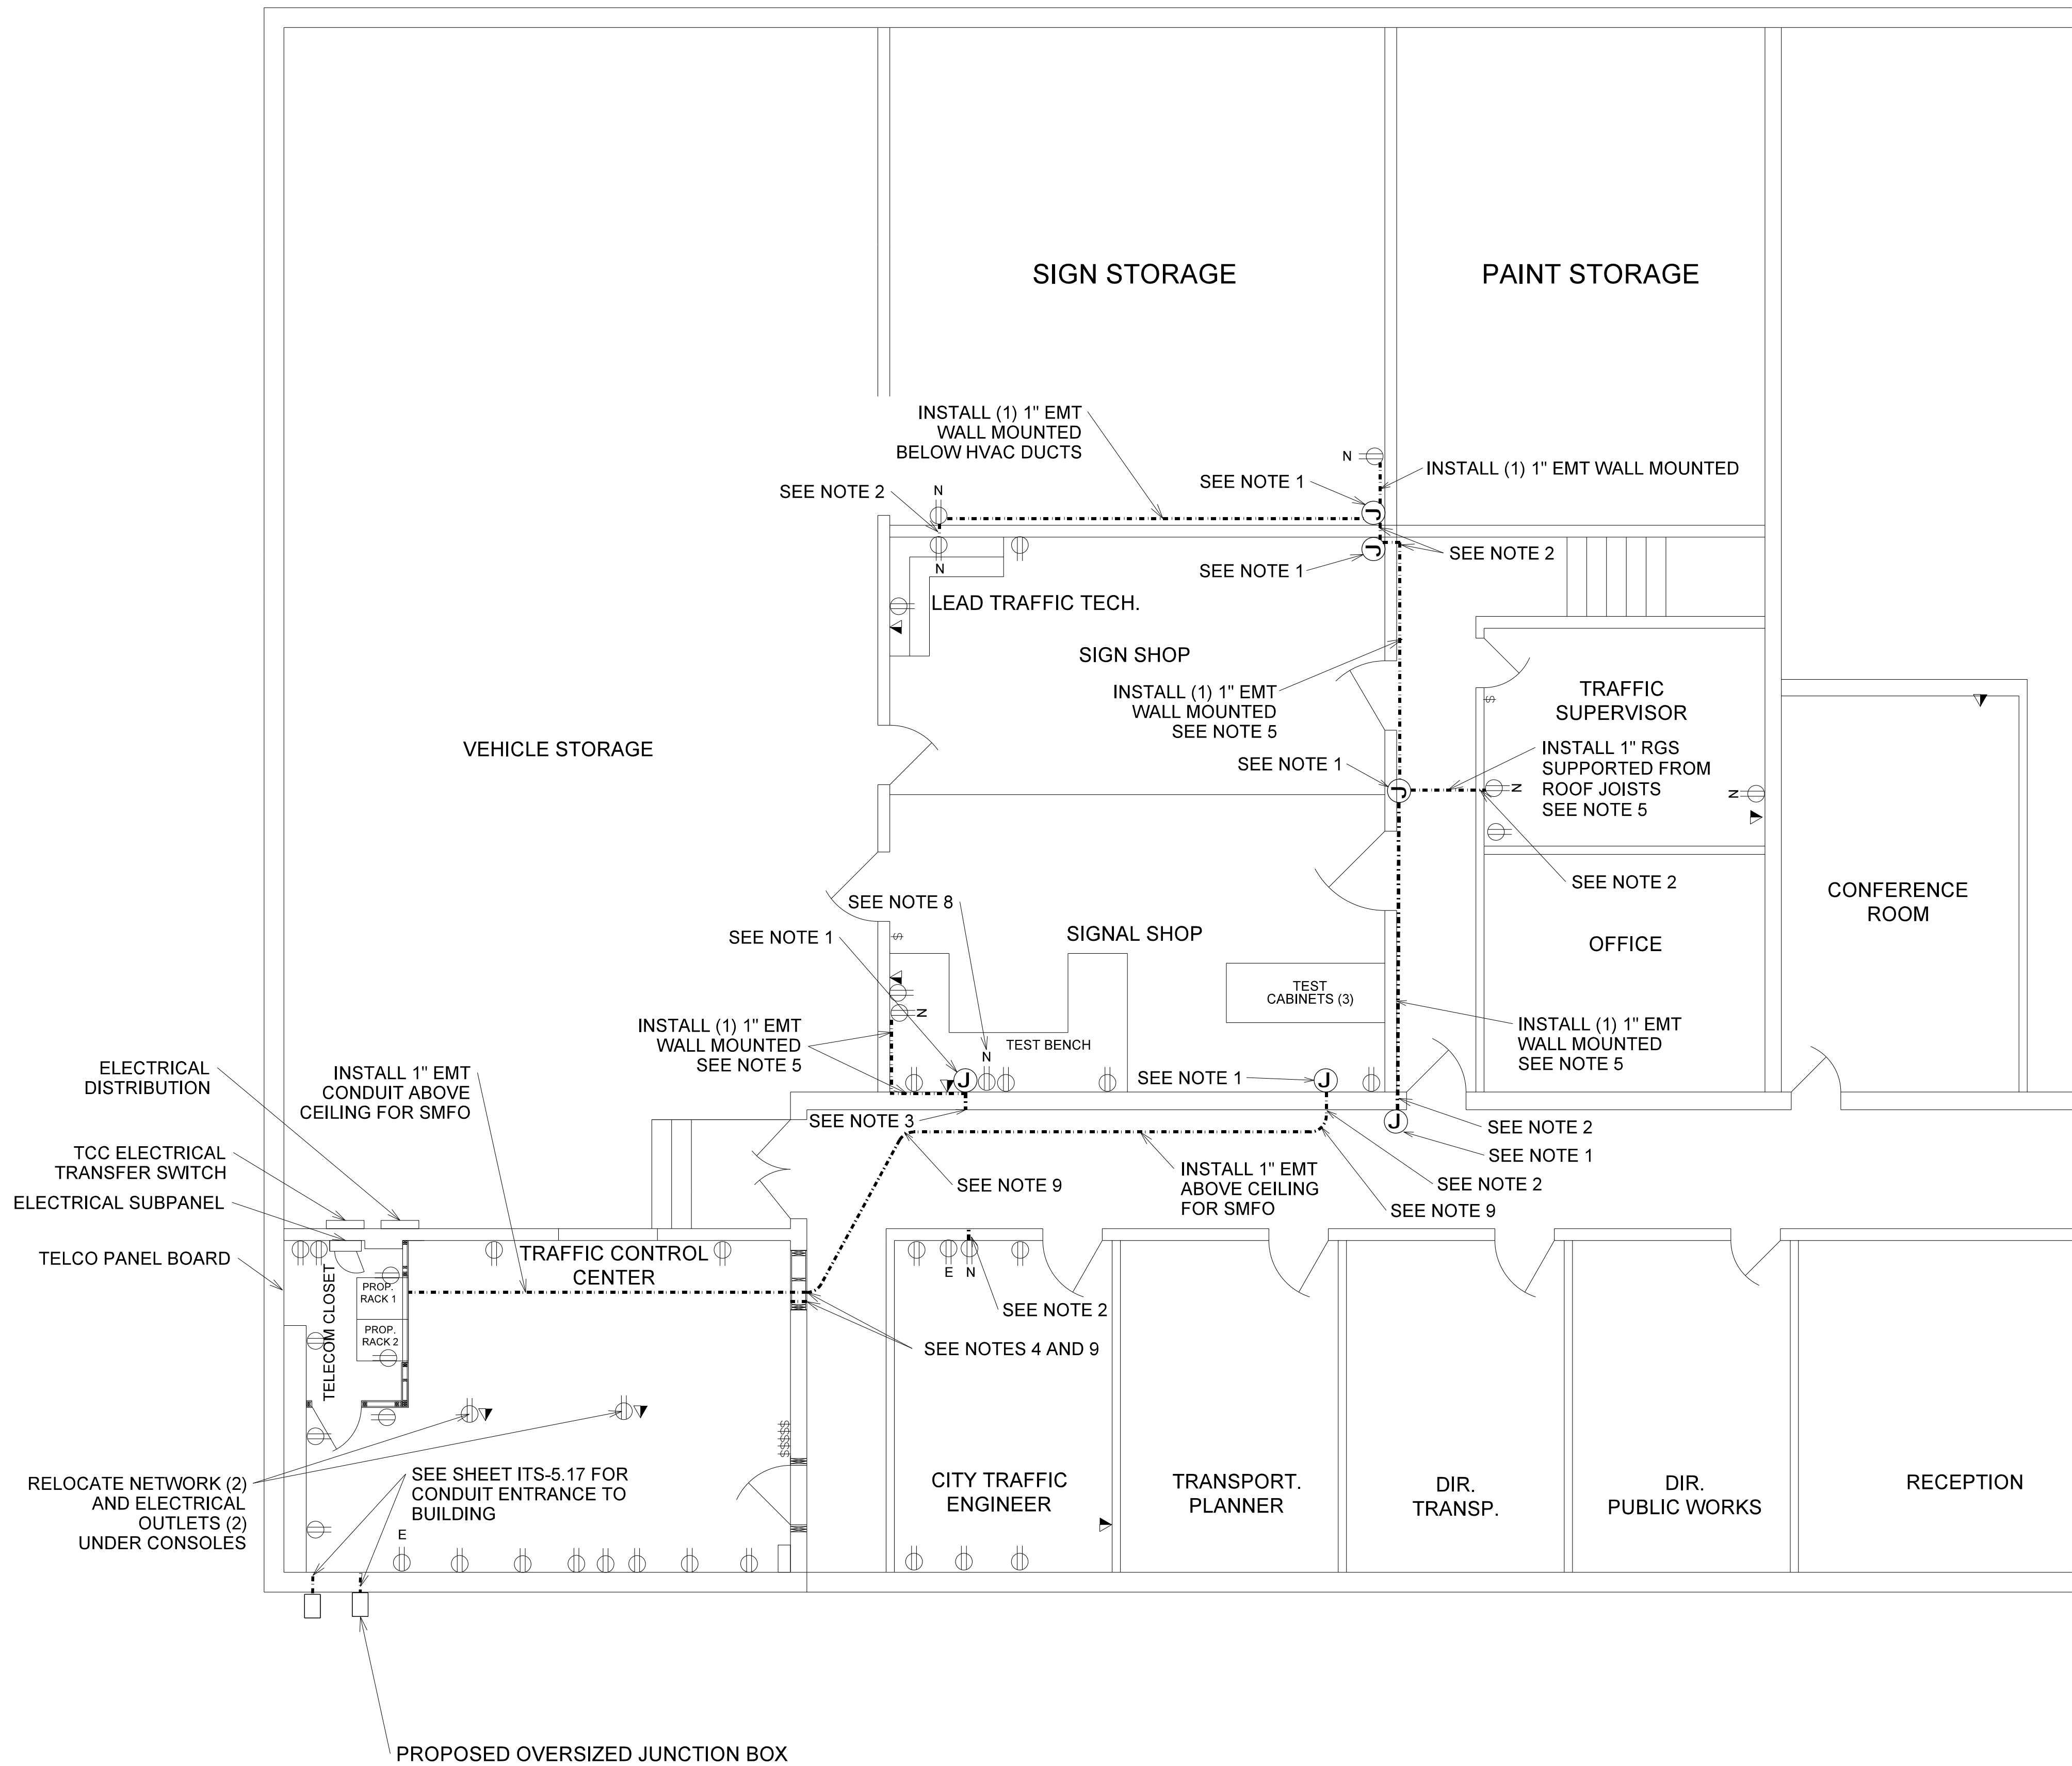 SIGN STORAGE
PAINT STORAGE
INSTALL (1) 1" EMT
WALL MOUNTED
BELOW HVAC DUCTS
N
INSTALL (1) 1" EMT WALL MOUNTED
SEE NOTE 1
SEE NOTE 2
N
J
SEE NOTE 2
J
SEE NOTE 1
N
LEAD TRAFFIC TECH.
SIGN SHOP
INSTALL (1) 1" EMT
WALL MOUNTED
SEE NOTE 5
TRAFFIC
SUPERVISOR
$
VEHICLE STORAGE
INSTALL 1" RGS
SUPPORTED FROM
ROOF JOISTS
SEE NOTE 5
SEE NOTE 1
J
N
N
SEE NOTE 2
CONFERENCE
ROOM
SEE NOTE 8
SEE NOTE 1
$
SIGNAL SHOP
OFFICE
TEST
CABINETS (3)
N
INSTALL (1) 1" EMT
WALL MOUNTED
SEE NOTE 5
INSTALL (1) 1" EMT
WALL MOUNTED
SEE NOTE 5
TEST BENCH
N
J
SEE NOTE 1
J
ELECTRICAL
DISTRIBUTION
INSTALL 1" EMT
CONDUIT ABOVE
CEILING FOR SMFO
SEE NOTE 3
J
SEE NOTE 2
SEE NOTE 1
TCC ELECTRICAL
TRANSFER SWITCH
INSTALL 1" EMT
ABOVE CEILING
FOR SMFO
SEE NOTE 9
SEE NOTE 2
SEE NOTE 9
ELECTRICAL SUBPANEL
TELCO PANEL BOARD
TRAFFIC CONTROL
CENTER
E
N
TELECOM CLOSET
PROP.
RACK 1
PROP.
RACK 2
SEE NOTE 2
SEE NOTES 4 AND 9
$$$$$
RELOCATE NETWORK (2)
AND ELECTRICAL
OUTLETS (2)
UNDER CONSOLES
SEE SHEET ITS-5.17 FOR
CONDUIT ENTRANCE TO
BUILDING
E
CITY TRAFFIC
ENGINEER
TRANSPORT.
PLANNER
DIR.
TRANSP.
DIR.
PUBLIC WORKS
RECEPTION
PROPOSED OVERSIZED JUNCTION BOX